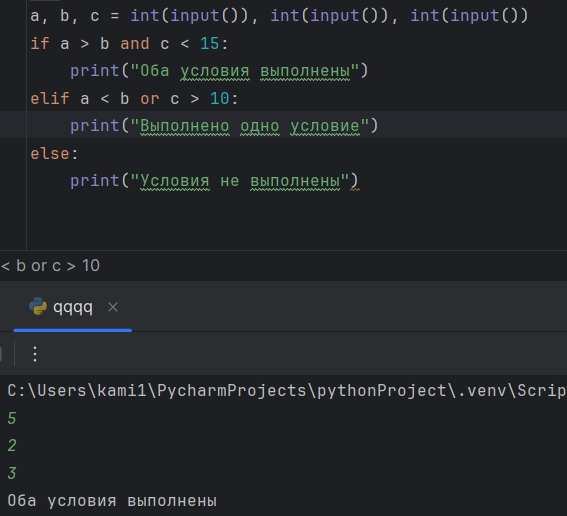 a, b, c = int(input()), int(input()), int(input())
if a > b and c < 15:
    print("Оба условия выполнены")
elif a < b or c > 10:
    print("Выполнено одно условие")
else:
    print("Условия не выполнены")
< b or c > 10
qqqq ×
C:\Users\kami1\PycharmProjects\pythonProject\.venv\Scrip
5
2
3
Оба условия выполнены